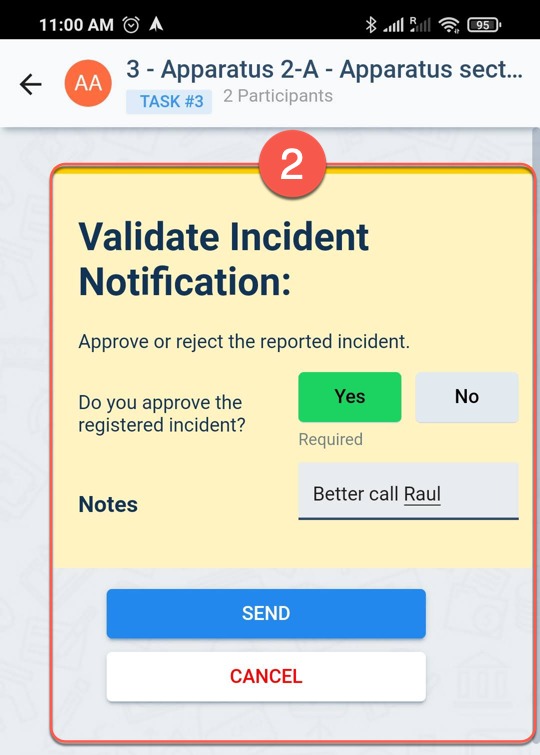 11:00 AM R 95
AA
3 - Apparatus 2-A - Apparatus sect...
TASK #3 2 Participants
2
Validate Incident
Notification:
Approve or reject the reported incident.
Do you approve the
registered incident?
Yes No
Required
Notes
Better call Raul
SEND
CANCEL